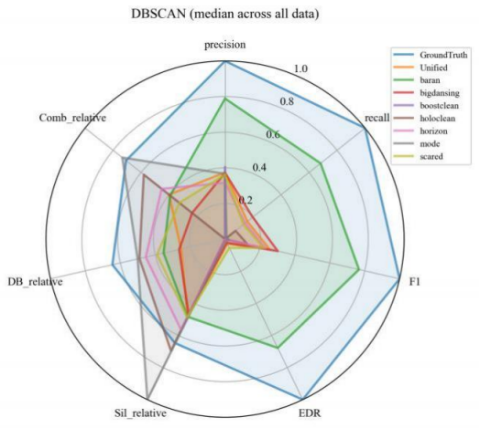 DBSCAN (median across all data)
precision
1.0
GroundTruth
Unified
baran
bigdansing
boostclean
holoclean
horizon
mode
scared
0.8
recall
Comb_relative
0.6
0.4
0.2
DB_relative
F1
Sil_relative
EDR